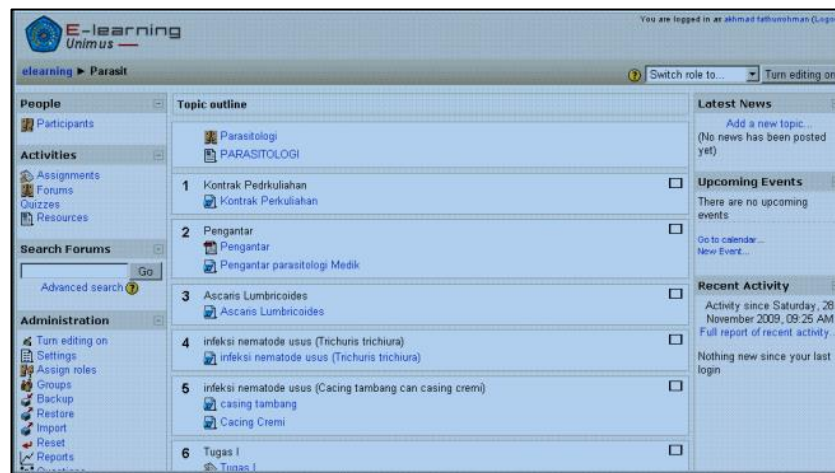 You are logged in as akhmad fathurrohman (Logo
E-learning
Unimus
elearning ► Parasit
Switch role to...
Turn editing on
People
Participants
Activities
Assignments
Forums
Quizzes
Resources
Search Forums
Go
Advanced search
Administration
Turn editing on
Settings
Assign roles
Groups
Backup
Restore
Import
Reset
Reports
Questions
Topic outline
Parasitologi
PARASITOLOGI
1 Kontrak Pedrkuliahan
Kontrak Perkuliahan
2 Pengantar
Pengantar
Pengantar parasitologi Medik
3 Ascaris Lumbricoides
Ascaris Lumbricoides
4 infeksi nematode usus (Trichuris trichiura)
infeksi nematode usus (Trichuris trichiura)
5 infeksi nematode usus (Cacing tambang can casing cremi)
casing tambang
Cacing Cremi
6 Tugas I
Tugas I
Latest News
Add a new topic...
(No news has been posted
yet)
Upcoming Events
There are no upcoming
events
Go to calendar...
New Event...
Recent Activity
Activity since Saturday, 28
November 2009, 09:25 AM
Full report of recent activity...
Nothing new since your last
login